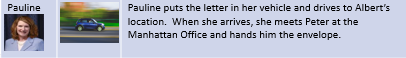 Pauline
Pauline puts the letter in her vehicle and drives to Albert's
location.  When she arrives, she meets Peter at the
Manhattan Office and hands him the envelope.